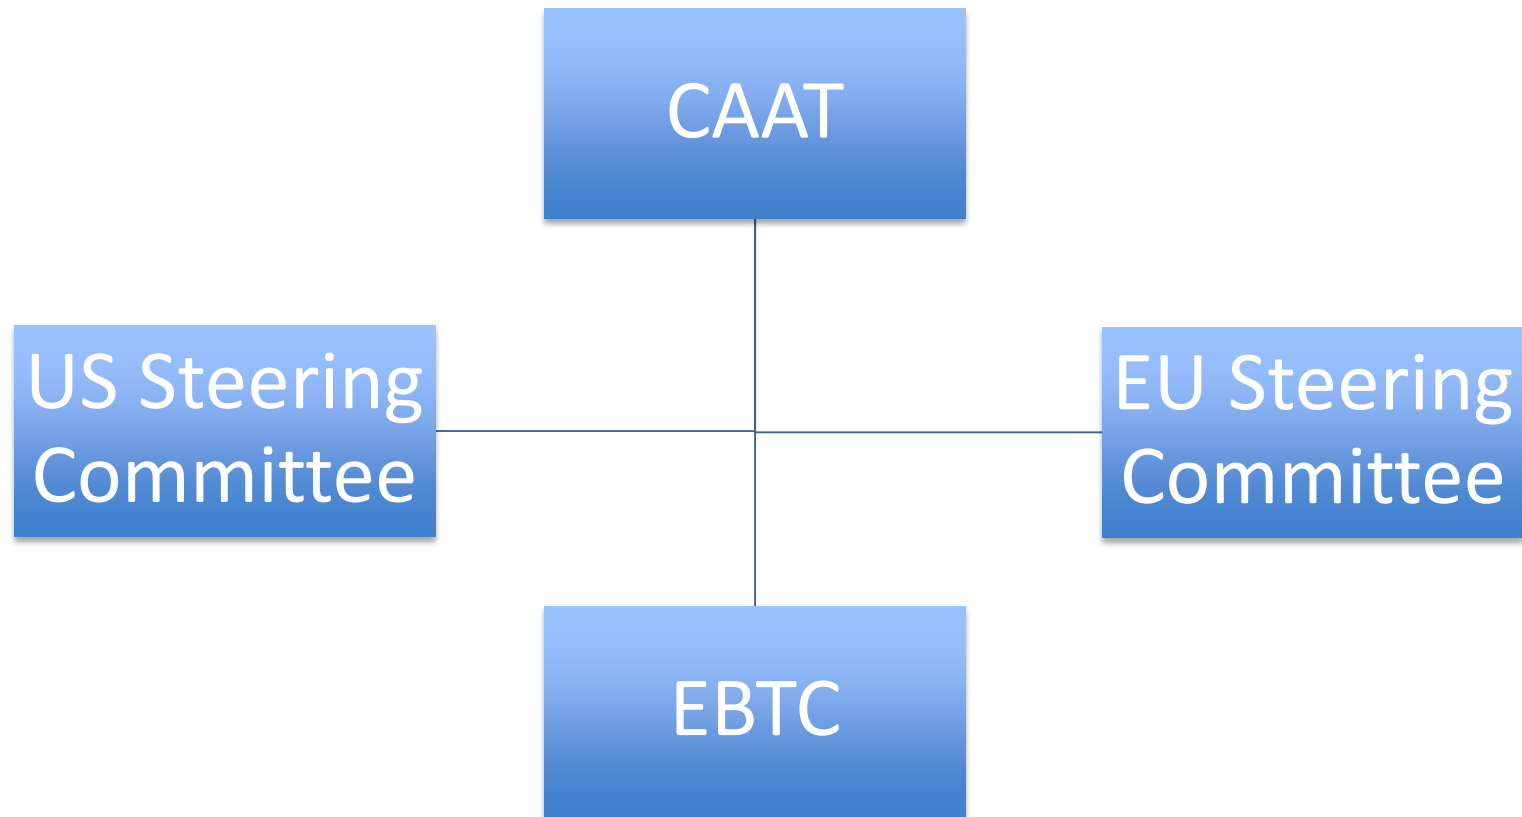 CAAT
US Steering
Committee
EU Steering
Committee
EBTC